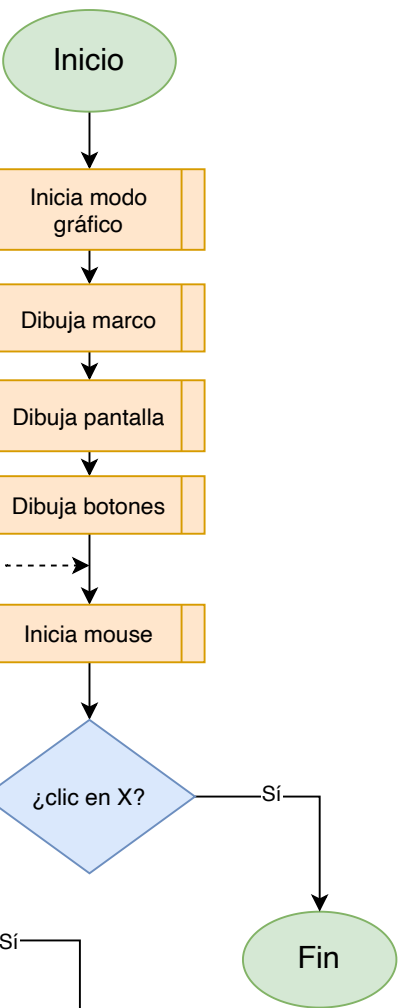 Inicio
Inicia modo
gráfico
Dibuja marco
Dibuja pantalla
Dibuja botones
Inicia mouse
¿clic en X?
Sí
Sí
Fin